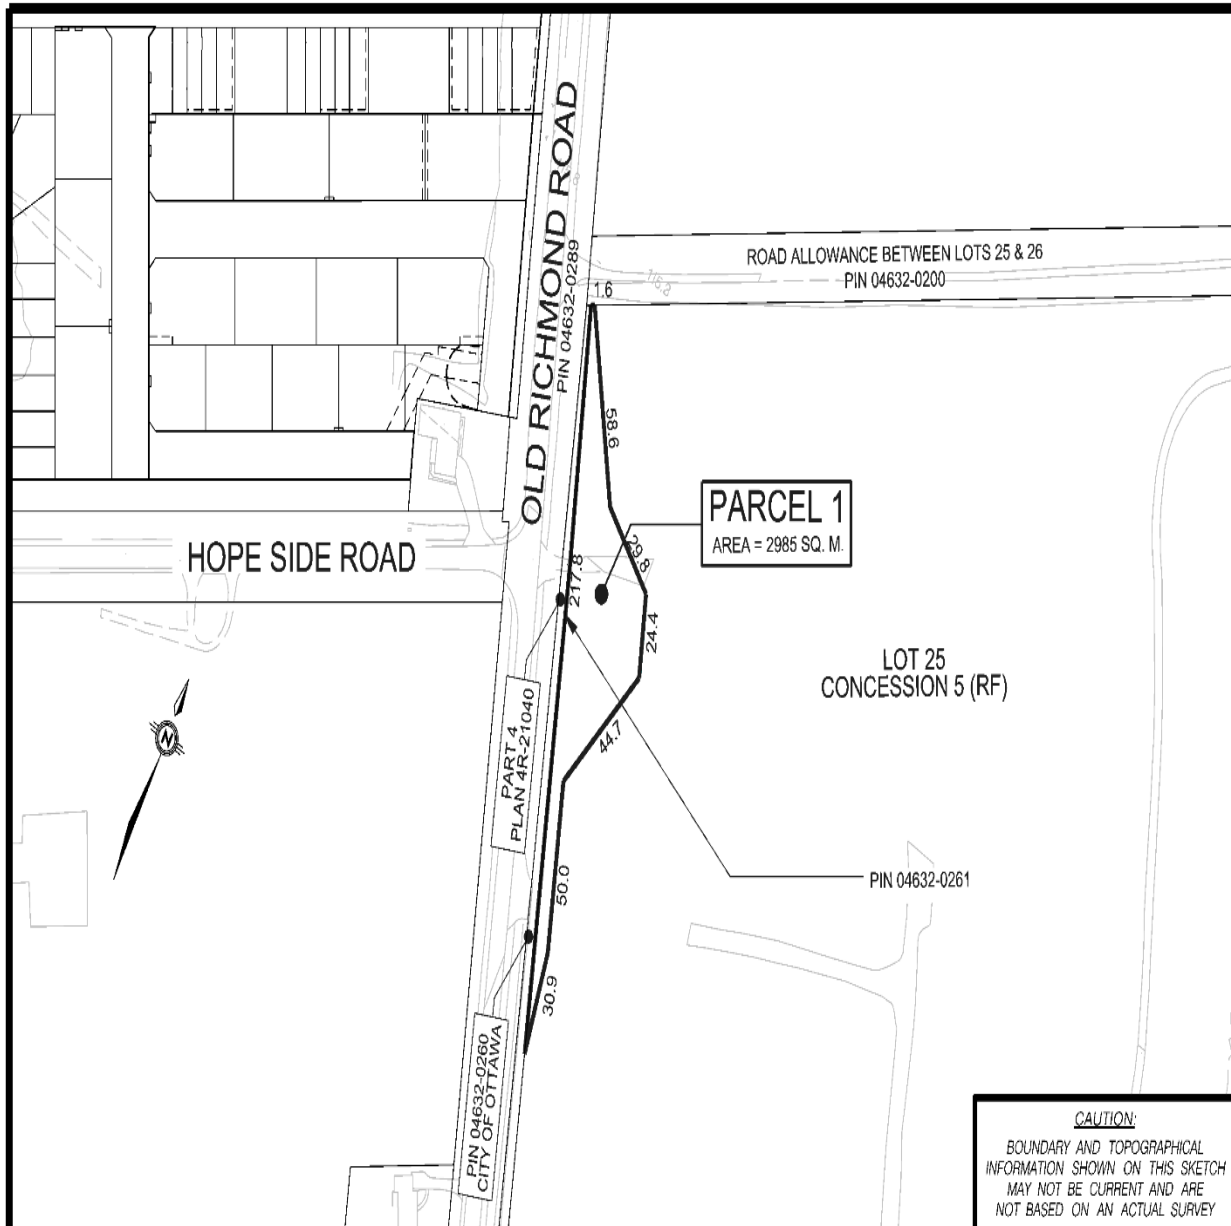 OLD RICHMOND ROAD
PIN 04632-0289
ROAD ALLOWANCE BETWEEN LOTS 25 & 26
PIN 04632-0200
1.6
58.6
PARCEL 1
AREA = 2985 SQ. M.
29.8
HOPE SIDE ROAD
217.8
24.4
LOT 25
CONCESSION 5 (RF)
44.7
PART 4
PLAN 4R-21040
N
PIN 04632-0261
50.0
30.9
PIN 04632-0260
CITY OF OTTAWA
CAUTION:
BOUNDARY AND TOPOGRAPHICAL
INFORMATION SHOWN ON THIS SKETCH
MAY NOT BE CURRENT AND ARE
NOT BASED ON AN ACTUAL SURVEY